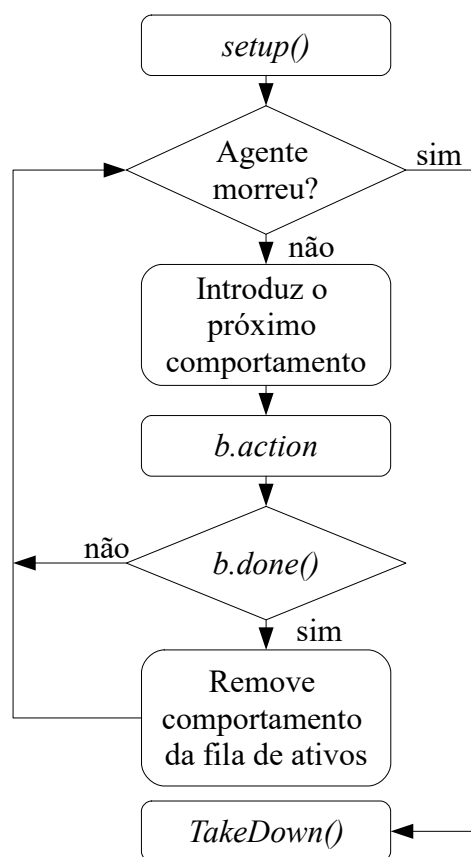 setup()
Agente
morreu?
sim
não
Introduz o
próximo
comportamento
b.action
não
b.done()
sim
Remove
comportamento
da fila de ativos
TakeDown()